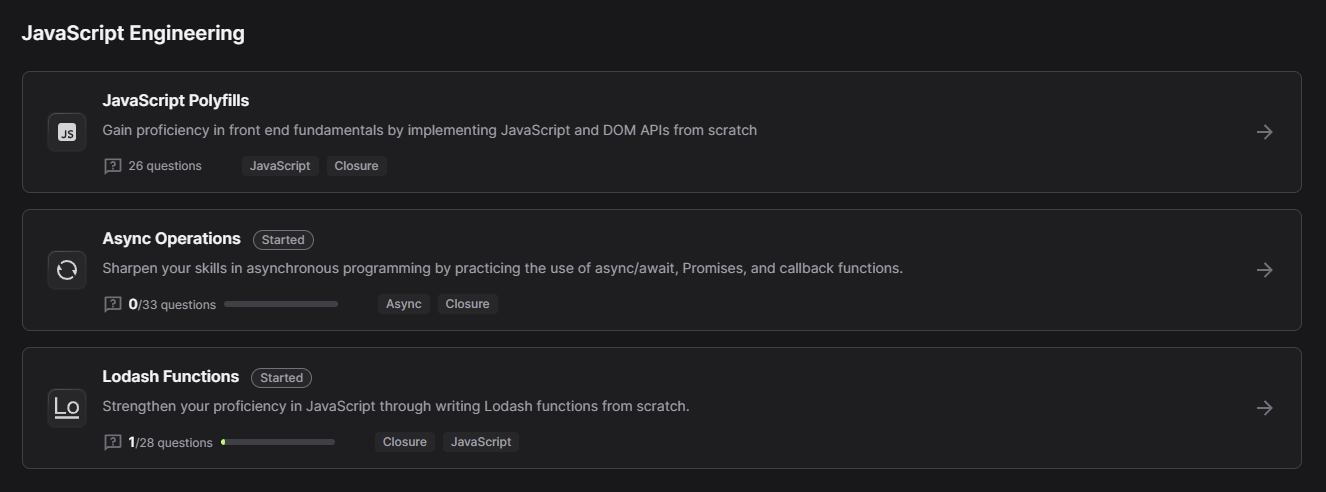 JavaScript Engineering
JavaScript Polyfills
JS
Gain proficiency in front end fundamentals by implementing JavaScript and DOM APIs from scratch
? 26 questions JavaScript Closure
Async Operations Started
Sharpen your skills in asynchronous programming by practicing the use of async/await, Promises, and callback functions.
? 0/33 questions Async Closure
Lodash Functions Started
Lo
Strengthen your proficiency in JavaScript through writing Lodash functions from scratch.
? 1/28 questions Closure JavaScript